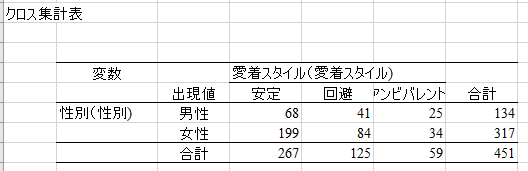 クロス集計表
変数 愛着スタイル(愛着スタイル)
出現値 安定 回避 アンビバレント 合計
性別(性別) 男性 68 41 25 134
女性 199 84 34 317
合計 267 125 59 451